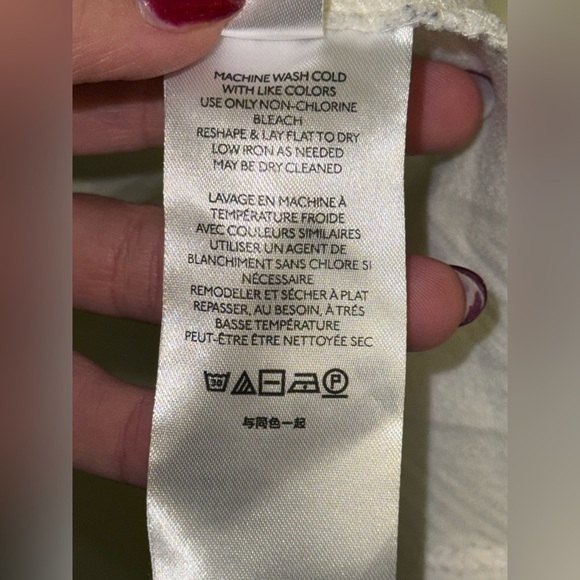 MACHINE WASH COLD
WITH LIKE COLORS
USE ONLY NON-CHLORINE
BLEACH
RESHAPE & LAY FLAT TO DRY
LOW IRON AS NEEDED
MAY BE DRY CLEANED
LAVAGE EN MACHINE À
TEMPÉRATURE FROIDE
AVEC COULEURS SIMILAIRES
UTILISER UN AGENT DE
BLANCHIMENT SANS CHLORE SI
NÉCESSAIRE
REMODELER ET SÉCHER À PLAT
REPASSER, AU BESOIN, À TRÉS
BASSE TEMPÉRATURE
PEUT-ÊTRE ÊTRE NETTOYÉE SEC
30 P
与同色一起